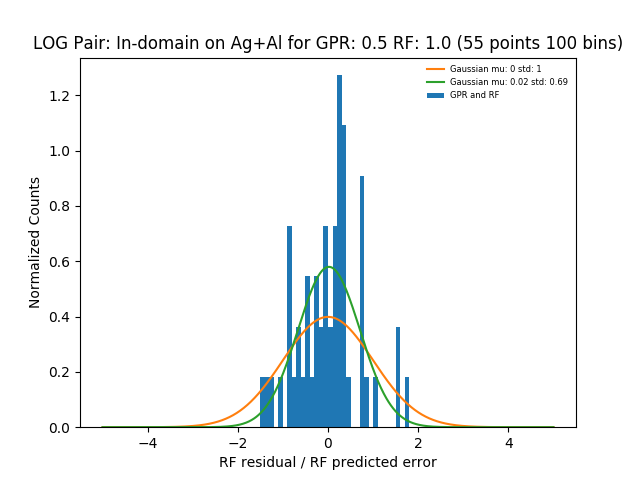 LOG Pair: In-domain on Ag+Al for GPR: 0.5 RF: 1.0 (55 points 100 bins)
Gaussian mu: 0 std: 1
Gaussian mu: 0.02 std: 0.69
GPR and RF
Normalized Counts
1.2
1.0
0.8
0.6
0.4
0.2
0.0
−4
−2
0
2
4
RF residual / RF predicted error